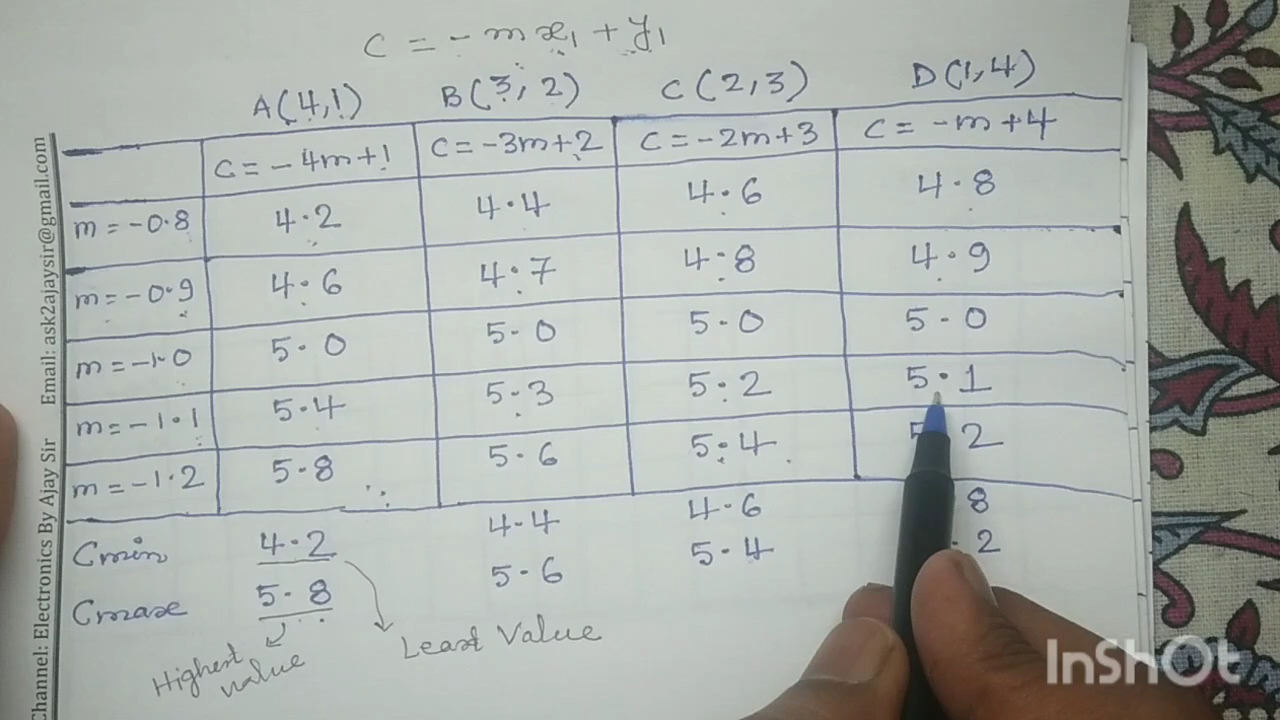 C = - m x₁ + y₁
A(4,1) B(3,2) C(2,3) D(1,4)
C = -4m+1 C = -3m+2 C = -2m+3 C = -m+4
m = -0.8 4.2 4.4 4.6 4.8
m = -0.9 4.6 4.7 4.8 4.9
m = -1.0 5.0 5.0 5.0 5.0
m = -1.1 5.4 5.3 5.2 5.1
m = -1.2 5.8 5.6 5.4 2
Cmin 4.2 4.4 4.6 8
Cmax 5.8 5.6 5.4 .2
Highest value
Least Value
Channel: Electronics By Ajay Sir Email: ask2ajaysir@gmail.com
InShOt